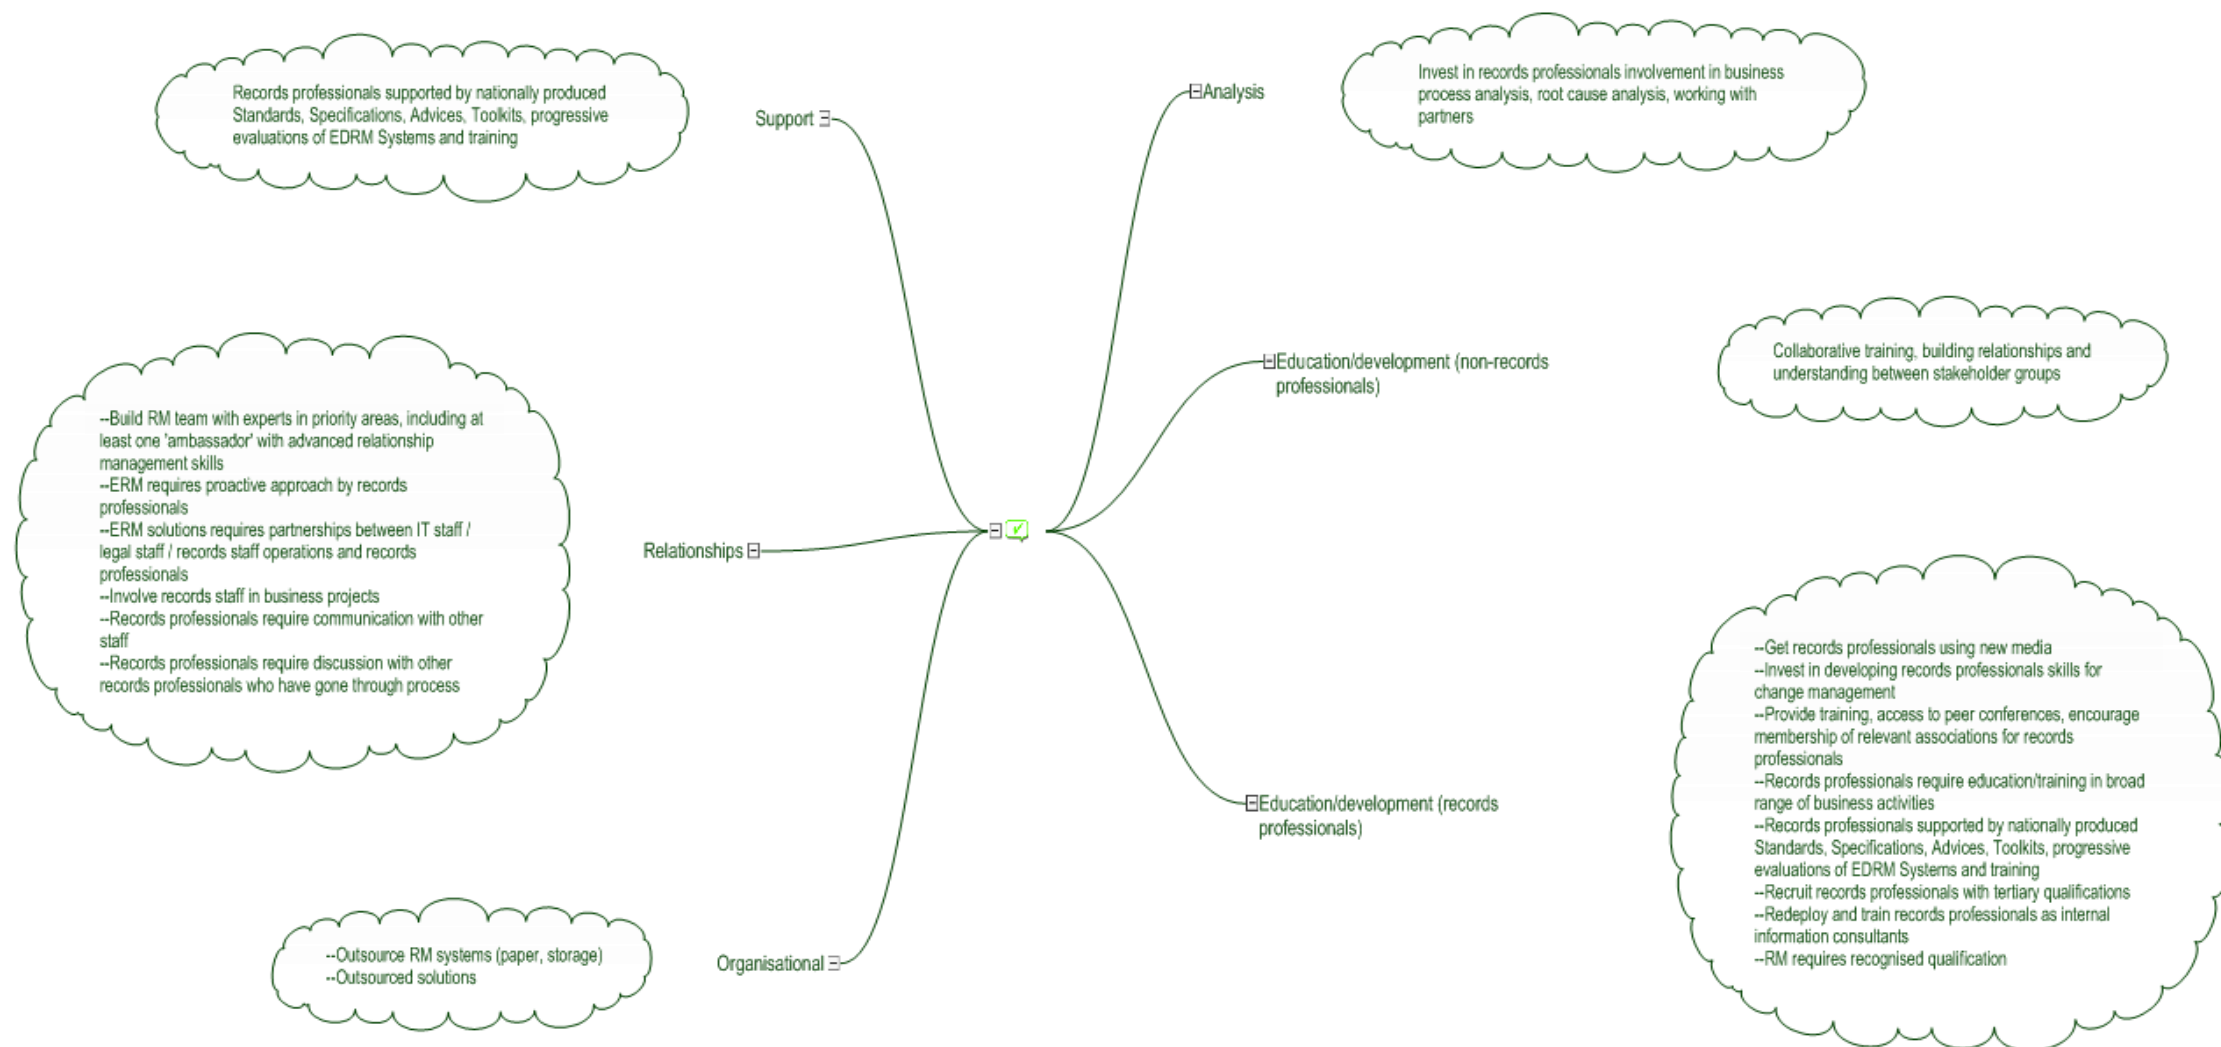 Records professionals supported by nationally produced
Standards, Specifications, Advices, Toolkits, progressive
evaluations of EDRM Systems and training
Support
Analysis
Invest in records professionals involvement in business
process analysis, root cause analysis, working with
partners
Education/development (non-records
professionals)
Collaborative training, building relationships and
understanding between stakeholder groups
--Build RM team with experts in priority areas, including at
least one 'ambassador' with advanced relationship
management skills
--ERM requires proactive approach by records
professionals
--ERM solutions requires partnerships between IT staff /
legal staff / records staff operations and records
professionals
--Involve records staff in business projects
--Records professionals require communication with other
staff
--Records professionals require discussion with other
records professionals who have gone through process
Relationships
Education/development (records
professionals)
--Get records professionals using new media
--Invest in developing records professionals skills for
change management
--Provide training, access to peer conferences, encourage
membership of relevant associations for records
professionals
--Records professionals require education/training in broad
range of business activities
--Records professionals supported by nationally produced
Standards, Specifications, Advices, Toolkits, progressive
evaluations of EDRM Systems and training
--Recruit records professionals with tertiary qualifications
--Redeploy and train records professionals as internal
information consultants
--RM requires recognised qualification
--Outsource RM systems (paper, storage)
--Outsourced solutions
Organisational